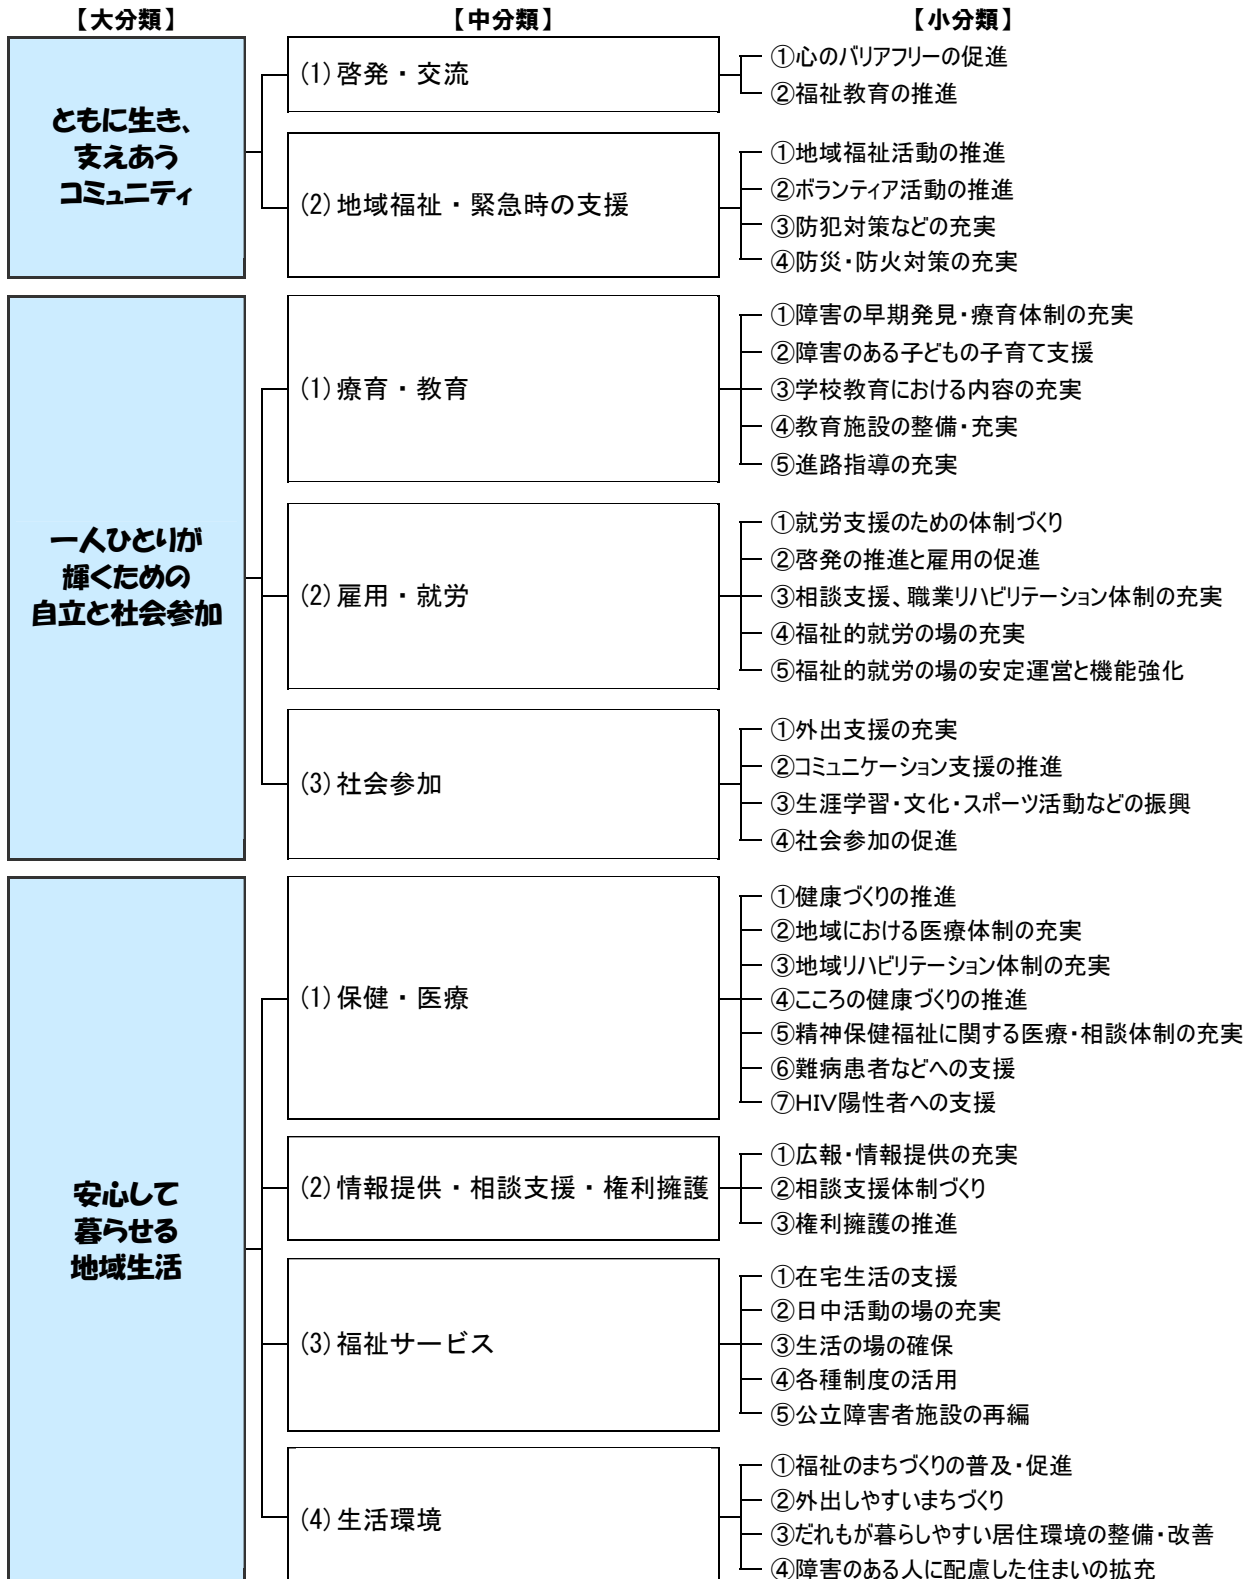 【大分類】 【中分類】 【小分類】
ともに生き、
支えあう
コミュニティ
(1)啓発・交流
①心のバリアフリーの促進
②福祉教育の推進
(2)地域福祉・緊急時の支援
①地域福祉活動の推進
②ボランティア活動の推進
③防犯対策などの充実
④防災・防火対策の充実
一人ひとりが
輝くための
自立と社会参加
(1)療育・教育
①障害の早期発見・療育体制の充実
②障害のある子どもの子育て支援
③学校教育における内容の充実
④教育施設の整備・充実
⑤進路指導の充実
(2)雇用・就労
①就労支援のための体制づくり
②啓発の推進と雇用の促進
③相談支援、職業リハビリテーション体制の充実
④福祉的就労の場の充実
⑤福祉的就労の場の安定運営と機能強化
(3)社会参加
①外出支援の充実
②コミュニケーション支援の推進
③生涯学習・文化・スポーツ活動などの振興
④社会参加の促進
安心して
暮らせる
地域生活
(1)保健・医療
①健康づくりの推進
②地域における医療体制の充実
③地域リハビリテーション体制の充実
④こころの健康づくりの推進
⑤精神保健福祉に関する医療・相談体制の充実
⑥難病患者などへの支援
⑦HIV陽性者への支援
(2)情報提供・相談支援・権利擁護
①広報・情報提供の充実
②相談支援体制づくり
③権利擁護の推進
(3)福祉サービス
①在宅生活の支援
②日中活動の場の充実
③生活の場の確保
④各種制度の活用
⑤公立障害者施設の再編
(4)生活環境
①福祉のまちづくりの普及・促進
②外出しやすいまちづくり
③だれもが暮らしやすい居住環境の整備・改善
④障害のある人に配慮した住まいの拡充